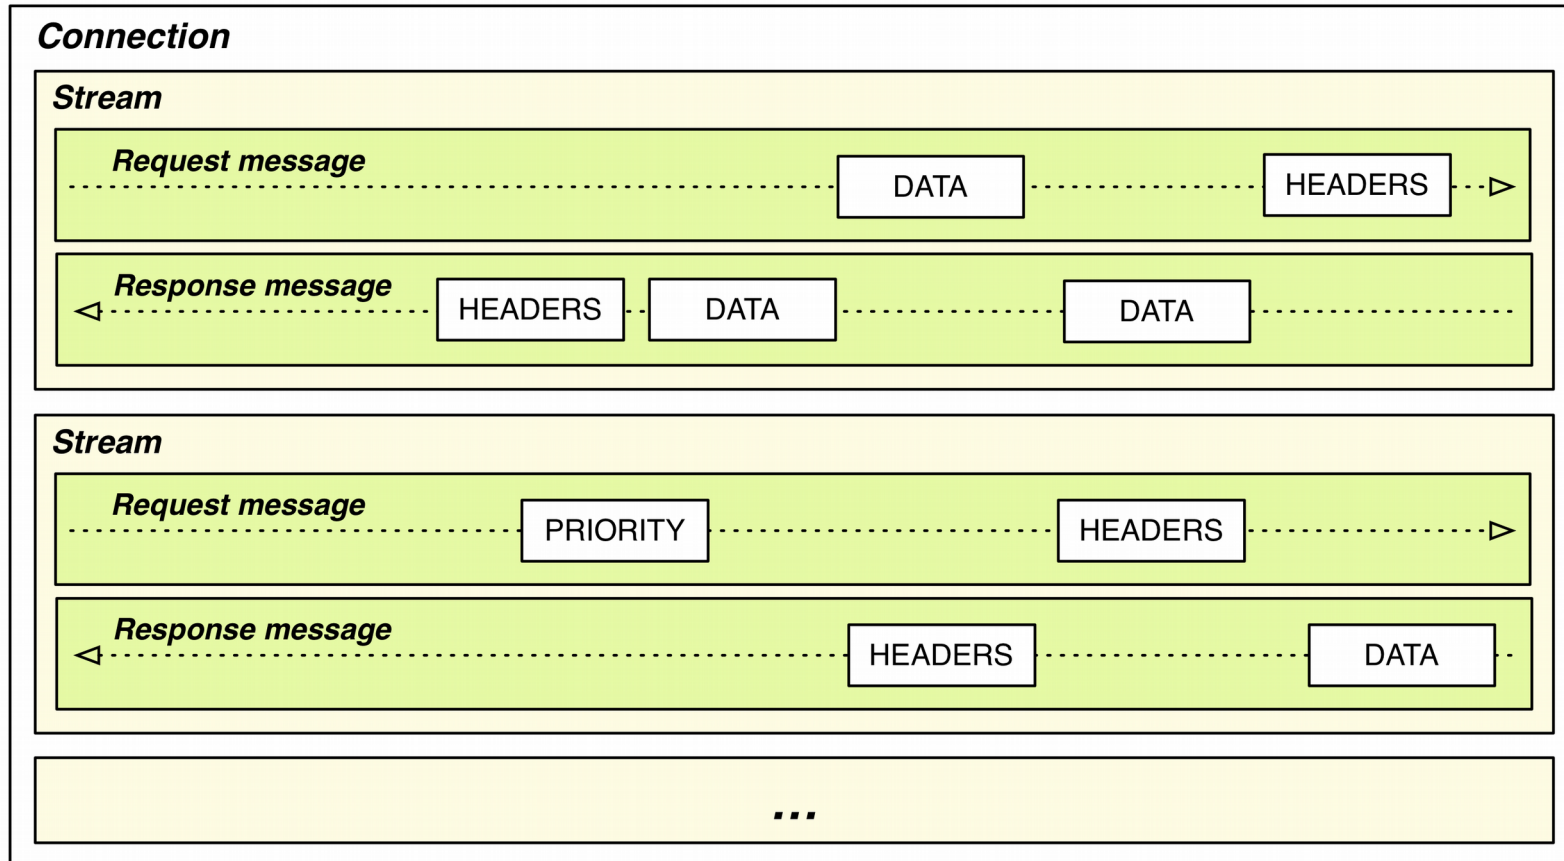 Connection
Stream
Request message
DATA
HEADERS
Response message
HEADERS
DATA
DATA
Stream
Request message
PRIORITY
HEADERS
Response message
HEADERS
DATA
...